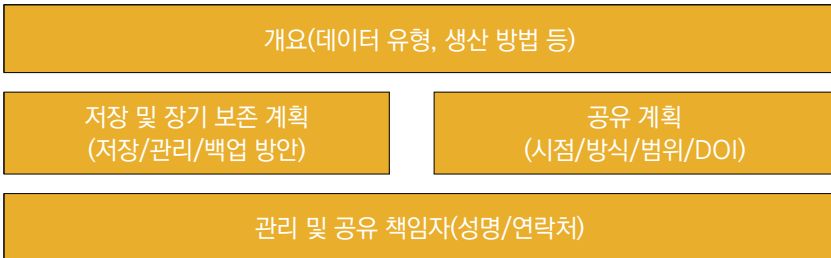 개요(데이터 유형, 생산 방법 등)
저장 및 장기 보존 계획
(저장/관리/백업 방안)
공유 계획
(시점/방식/범위/DOI)
관리 및 공유 책임자(성명/연락처)